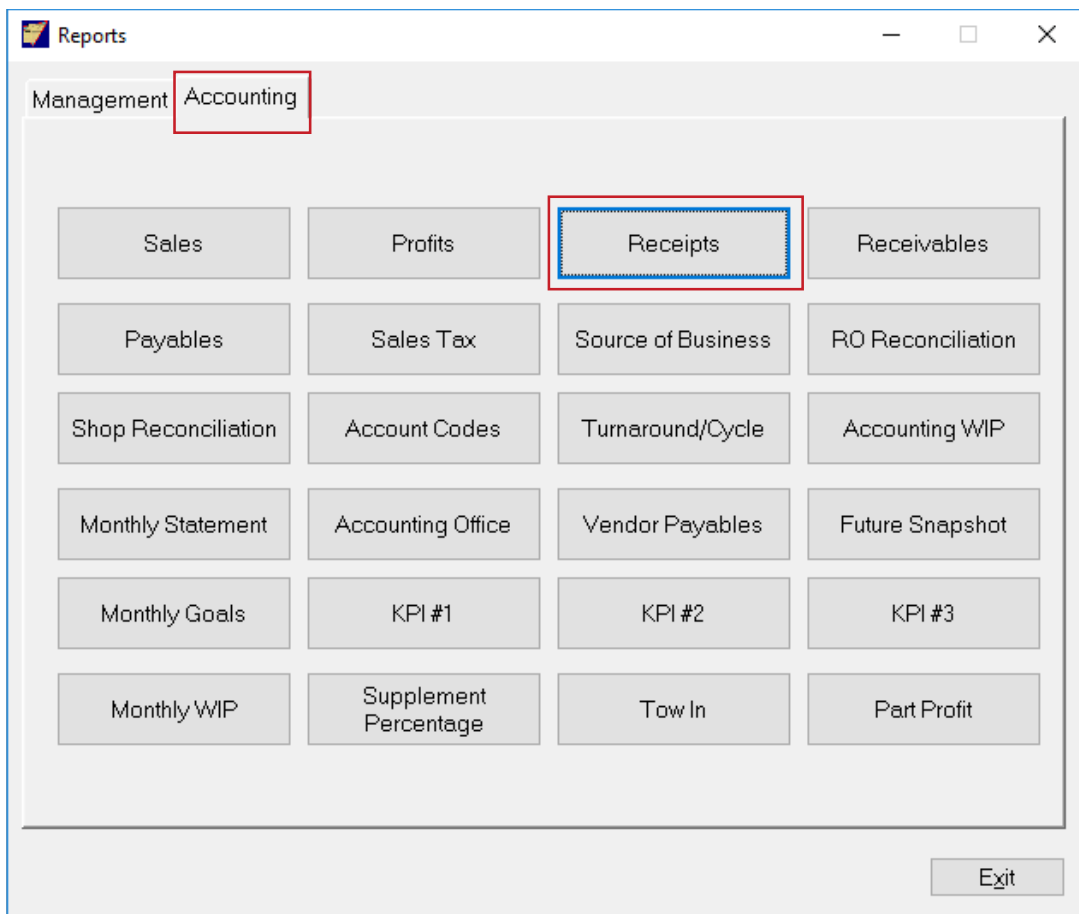 Reports
Management
Accounting
Sales
Profits
Receipts
Receivables
Payables
Sales Tax
Source of Business
RO Reconciliation
Shop Reconciliation
Account Codes
Turnaround/Cycle
Accounting WIP
Monthly Statement
Accounting Office
Vendor Payables
Future Snapshot
Monthly Goals
KPI #1
KPI #2
KPI #3
Monthly WIP
Supplement
Percentage
Tow In
Part Profit
Exit